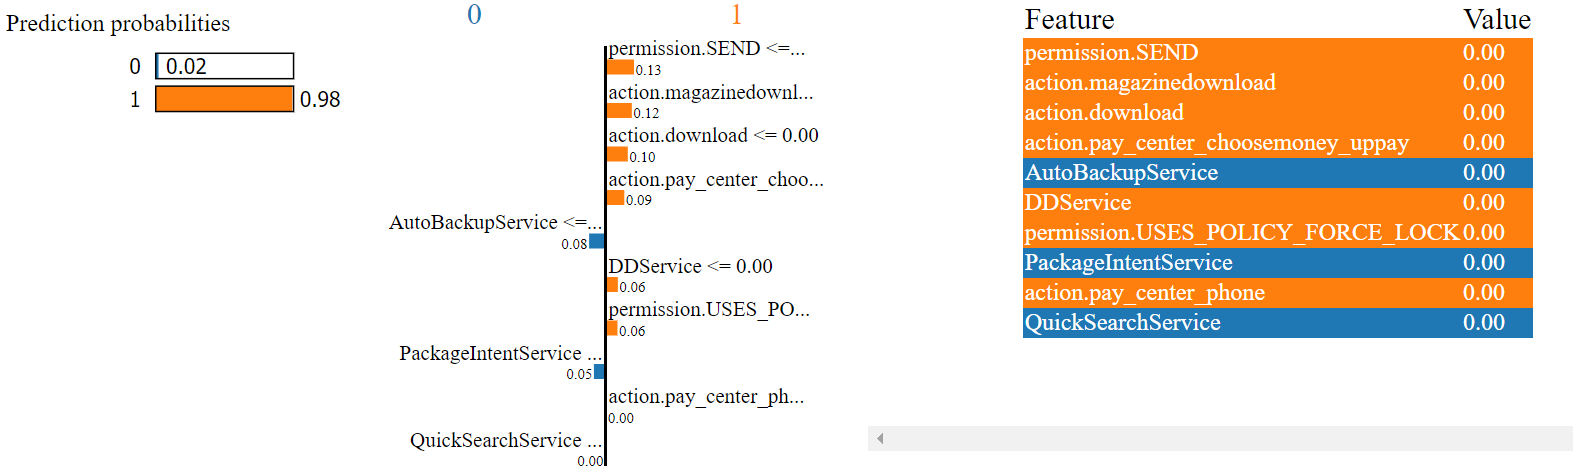 Prediction probabilities
0 0.02
1 0.98
0 1
permission.SEND <=...
0.13
action.magazinedownl...
0.12
action.download <= 0.00
0.10
action.pay_center_choo...
0.09
AutoBackupService <=...
0.08
DDService <= 0.00
0.06
permission.USES_PO...
0.06
PackageIntentService ...
0.05
action.pay_center_ph...
0.00
QuickSearchService ...
0.00
Feature Value
permission.SEND 0.00
action.magazinedownload 0.00
action.download 0.00
action.pay_center_choosemoney_uppay 0.00
AutoBackupService 0.00
DDService 0.00
permission.USES_POLICY_FORCE_LOCK 0.00
PackageIntentService 0.00
action.pay_center_phone 0.00
QuickSearchService 0.00